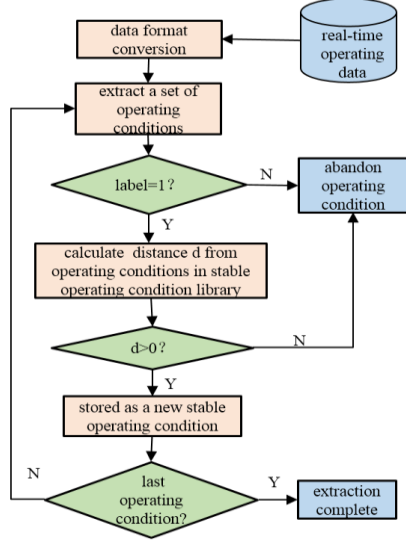 data format
conversion
real-time
operating
data
extract a set of
operating
conditions
label=1?
N
abandon
operating
condition
Y
calculate distance d from
operating conditions in stable
operating condition library
d>0?
N
Y
stored as a new stable
operating condition
N
last
operating
condition?
Y
extraction
complete